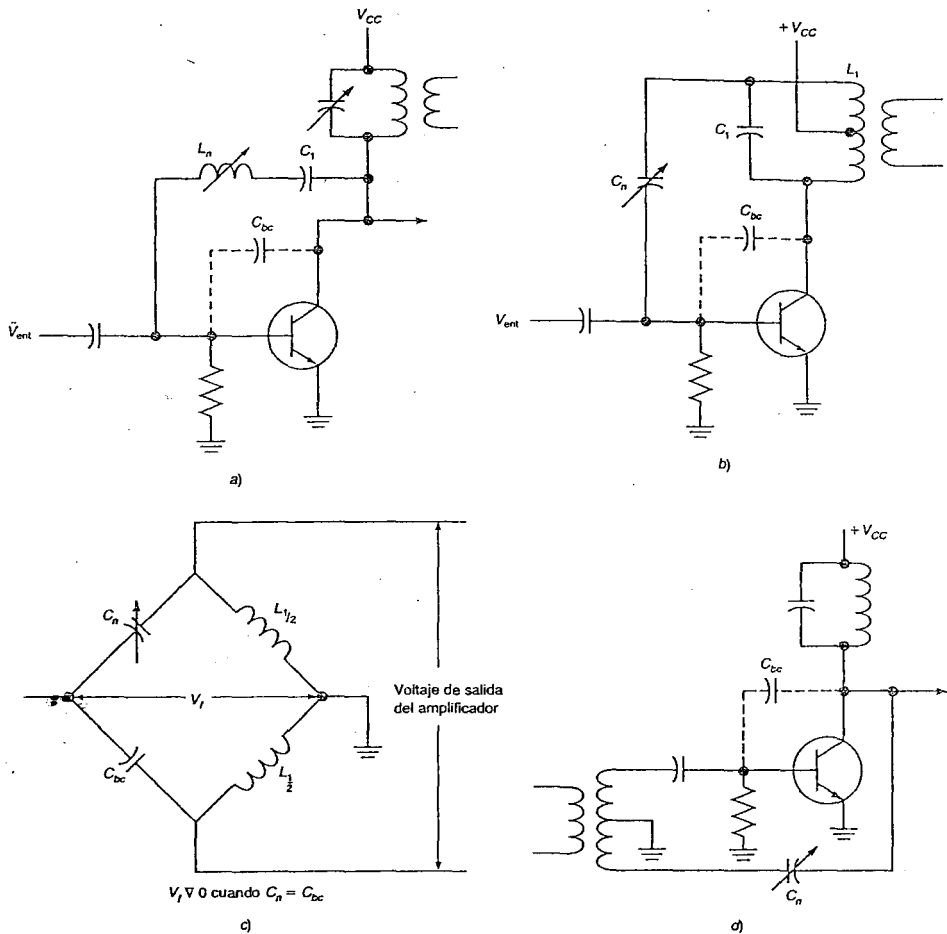 V_CC
L_n
C_1
C_bc
V̈_ent
a)
+ V_CC
L_1
C_1
C_n
C_bc
V_ent
b)
C_n
L_1/2
V_f
Voltaje de salida
del amplificador
C_bc
L_1/2
V_f ∇ 0 cuando C_n = C_bc
c)
+ V_CC
C_bc
C_n
d)